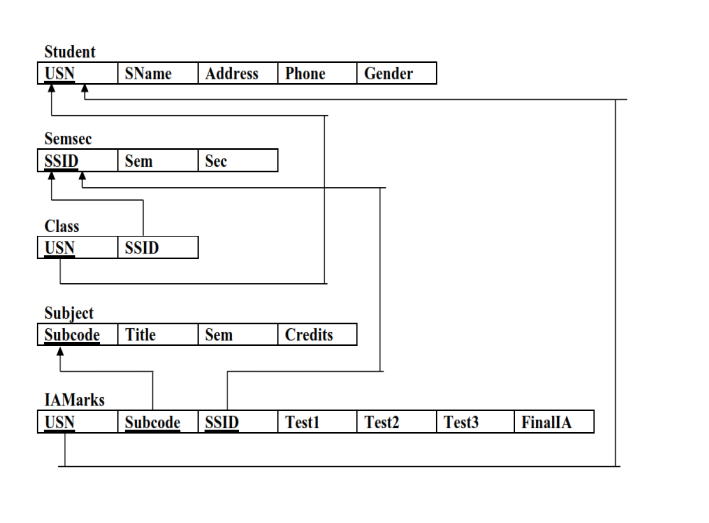 Student
USN SName Address Phone Gender
Semsec
SSID Sem Sec
Class
USN SSID
Subject
Subcode Title Sem Credits
IAMarks
USN Subcode SSID Test1 Test2 Test3 FinalIA